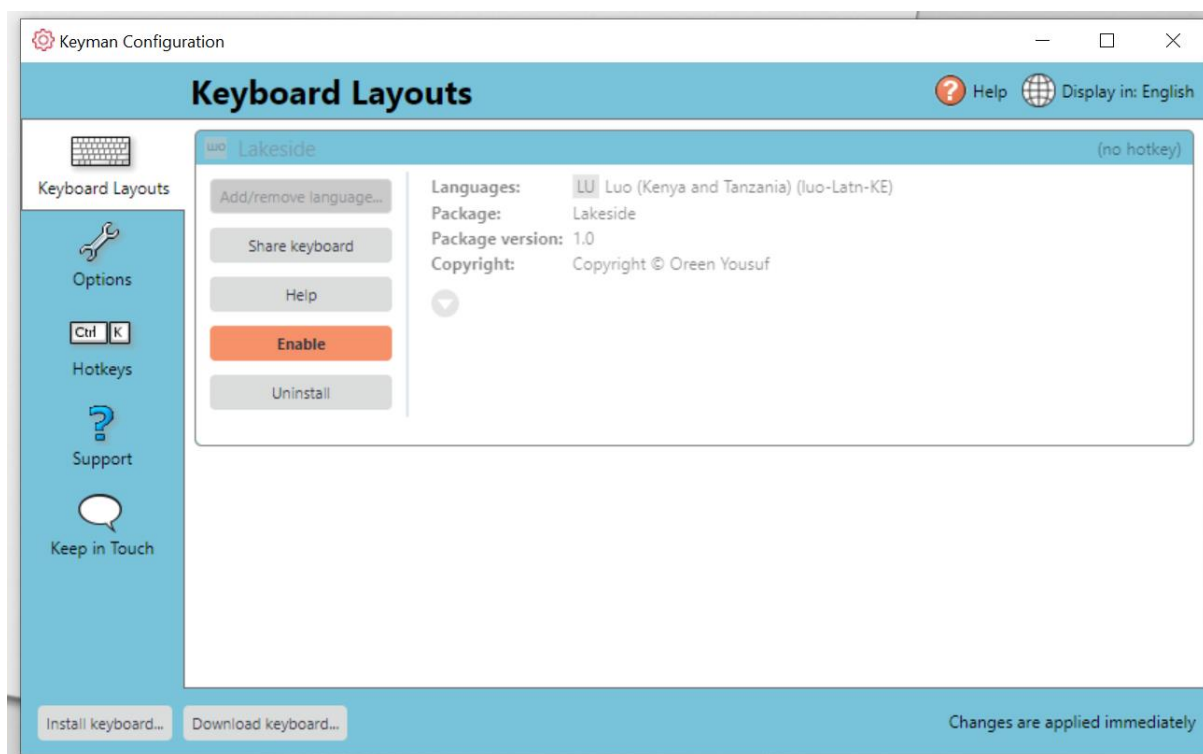 Keyman Configuration
Keyboard Layouts
Help
Display in: English
Keyboard Layouts
Options
Ctrl K
Hotkeys
?
Support
Keep in Touch
ɯo Lakeside (no hotkey)
Add/remove language...
Share keyboard
Help
Enable
Uninstall
Languages: LU Luo (Kenya and Tanzania) (luo-Latn-KE)
Package: Lakeside
Package version: 1.0
Copyright: Copyright © Oreen Yousuf
Install keyboard...
Download keyboard...
Changes are applied immediately